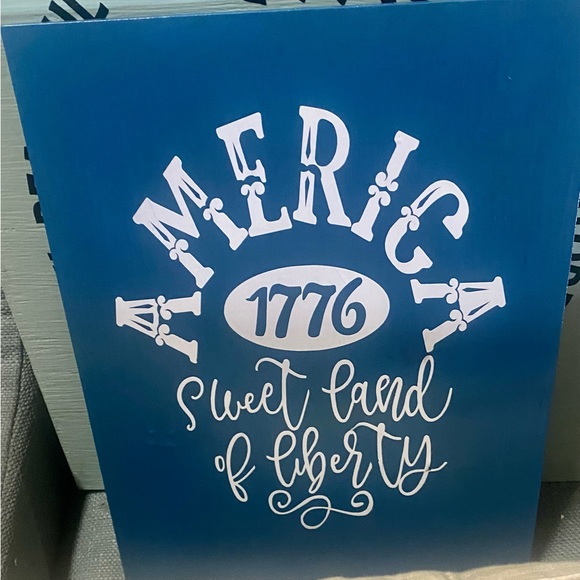 AMERICA
1776
sweet land
of liberty